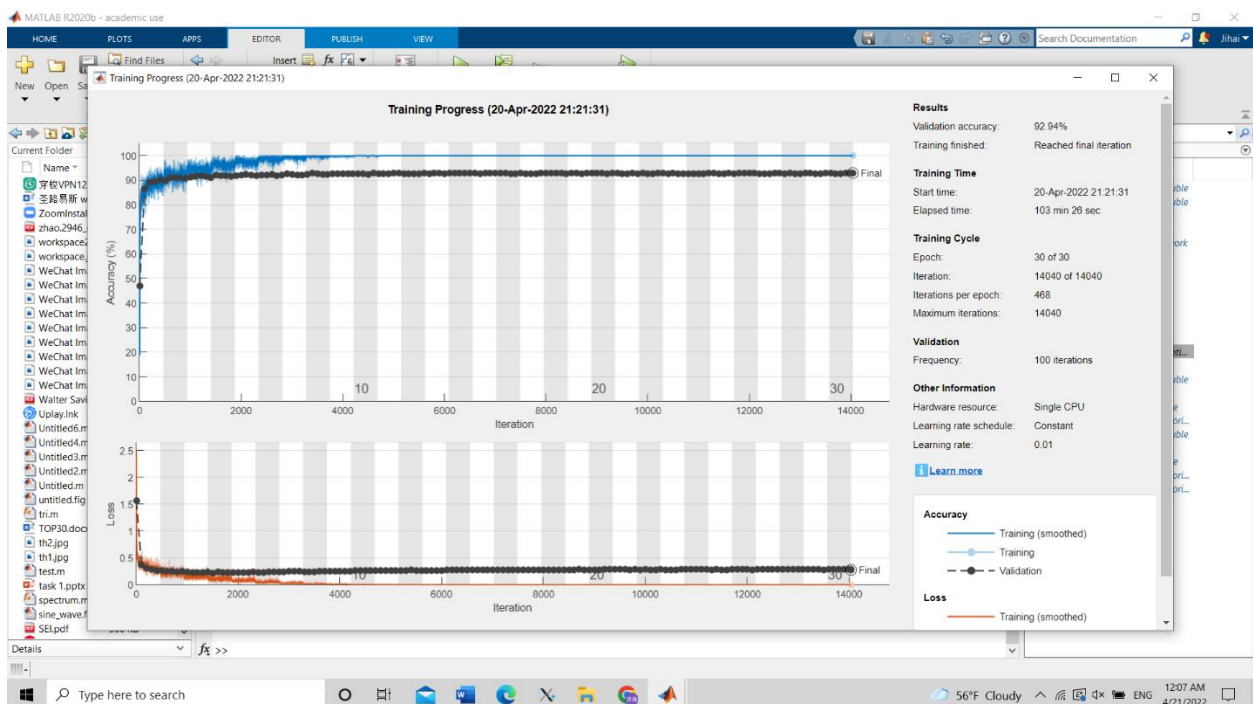 MATLAB R2020b - academic use
HOME PLOTS APPS EDITOR PUBLISH VIEW Search Documentation Jihai
Find Files Insert fx
New Open
Training Progress (20-Apr-2022 21:21:31)
Current Folder
Name
穿梭VPN12
圣路易斯 w
ZoomInstal
zhao.2946_
workspace2
workspace_
WeChat Im
WeChat Im
WeChat Im
WeChat Im
WeChat Im
WeChat Im
WeChat Im
WeChat Im
WeChat Im
Walter Savi
Uplay.lnk
Untitled6.m
Untitled4.m
Untitled3.m
Untitled2.m
Untitled.m
untitled.fig
tri.m
TOP30.docx
th2.jpg
th1.jpg
test.m
task 1.pptx
spectrum.m
sine_wave.f
SEI.pdf
Details
Training Progress (20-Apr-2022 21:21:31)
Accuracy (%)
100
90
80
70
60
50
40
30
20
10
0
10 20 30
Final
0 2000 4000 6000 8000 10000 12000 14000
Iteration
Loss
2.5
2
1.5
1
0.5
0
10 20 30
Final
0 2000 4000 6000 8000 10000 12000 14000
Iteration
Results
Validation accuracy: 92.94%
Training finished: Reached final iteration
Training Time
Start time: 20-Apr-2022 21:21:31
Elapsed time: 103 min 26 sec
Training Cycle
Epoch: 30 of 30
Iteration: 14040 of 14040
Iterations per epoch: 468
Maximum iterations: 14040
Validation
Frequency: 100 iterations
Other Information
Hardware resource: Single CPU
Learning rate schedule: Constant
Learning rate: 0.01
Learn more
Accuracy
Training (smoothed)
Training
Validation
Loss
Training (smoothed)
fx >>
Type here to search
56°F Cloudy ENG 12:07 AM
4/21/2022